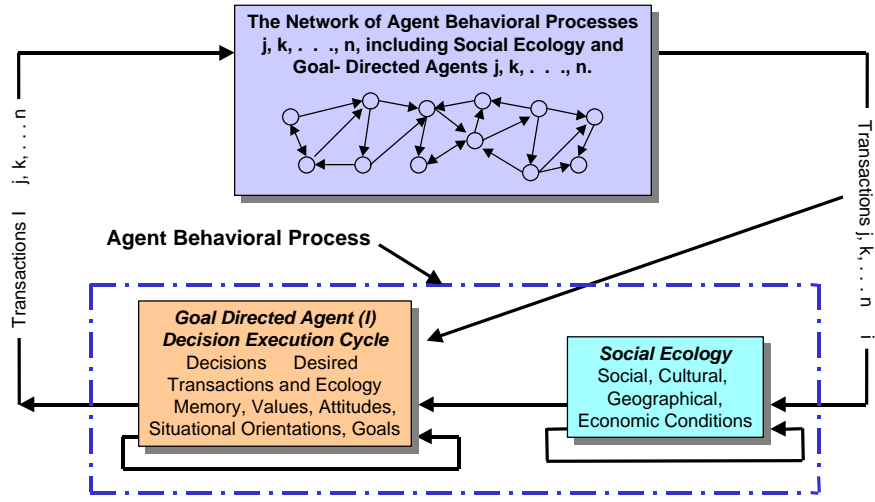 The Network of Agent Behavioral Processes
j, k, . . ., n, including Social Ecology and
Goal- Directed Agents j, k, . . ., n.
Transactions I j, k, . . . n
Transactions j, k, . . . n i
Agent Behavioral Process
Goal Directed Agent (I)
Decision Execution Cycle
Decisions Desired
Transactions and Ecology
Memory, Values, Attitudes,
Situational Orientations, Goals
Social Ecology
Social, Cultural,
Geographical,
Economic Conditions